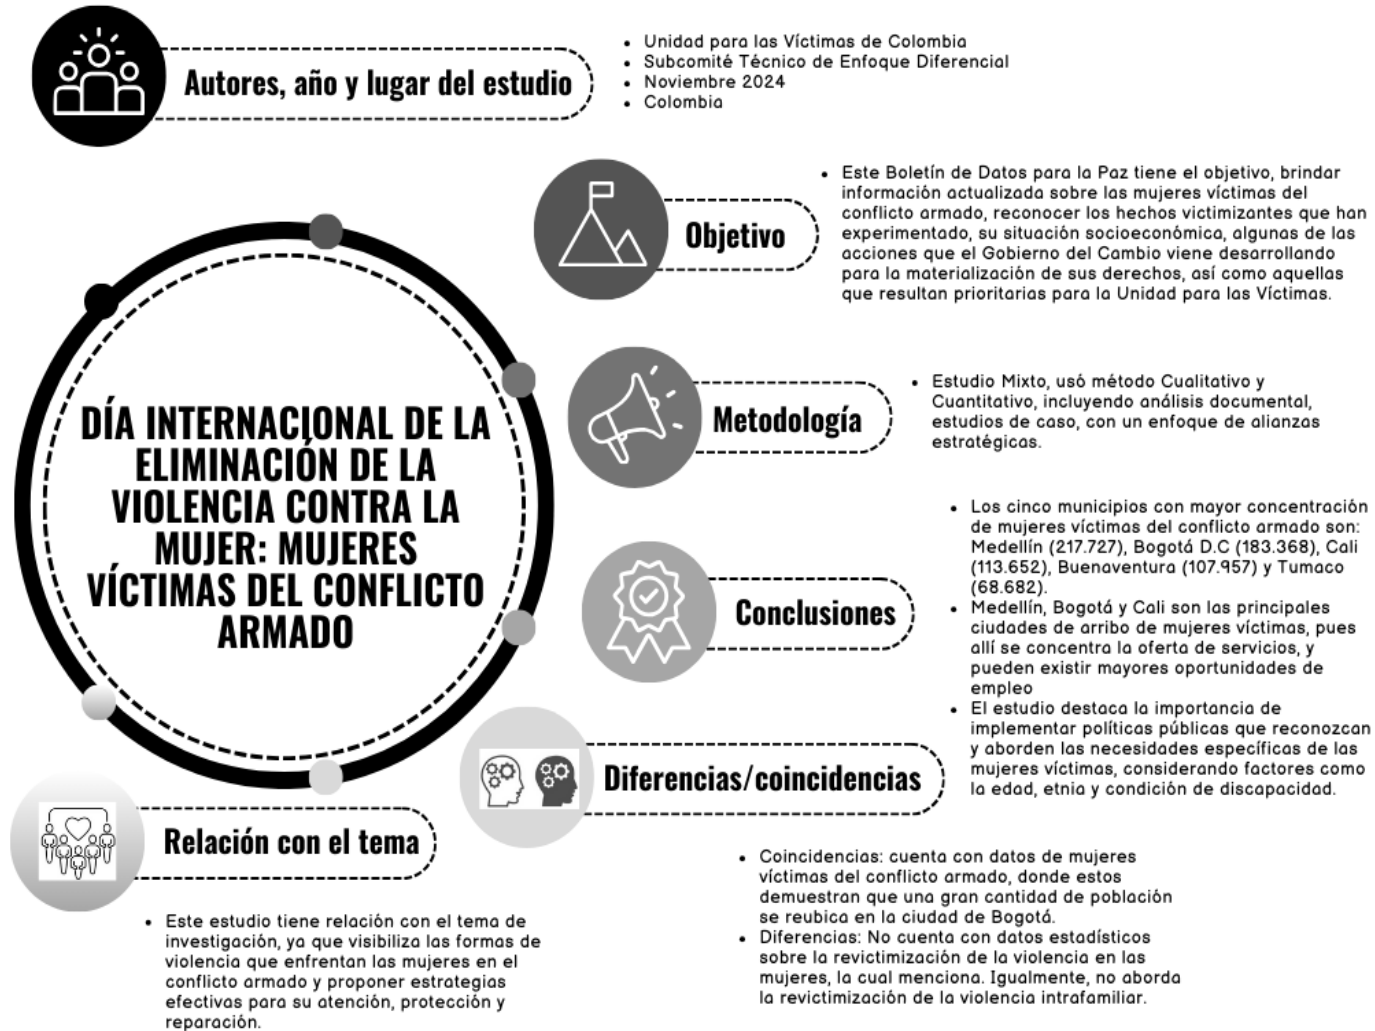 Autores, año y lugar del estudio
• Unidad para las Víctimas de Colombia
• Subcomité Técnico de Enfoque Diferencial
• Noviembre 2024
• Colombia
Objetivo
• Este Boletín de Datos para la Paz tiene el objetivo, brindar
información actualizada sobre las mujeres víctimas del
conflicto armado, reconocer los hechos victimizantes que han
experimentado, su situación socioeconómica, algunas de las
acciones que el Gobierno del Cambio viene desarrollando
para la materialización de sus derechos, así como aquellas
que resultan prioritarias para la Unidad para las Víctimas.
DÍA INTERNACIONAL DE LA
ELIMINACIÓN DE LA
VIOLENCIA CONTRA LA
MUJER: MUJERES
VÍCTIMAS DEL CONFLICTO
ARMADO
Metodología
• Estudio Mixto, usó método Cualitativo y
Cuantitativo, incluyendo análisis documental,
estudios de caso, con un enfoque de alianzas
estratégicas.
Conclusiones
• Los cinco municipios con mayor concentración
de mujeres víctimas del conflicto armado son:
Medellín (217.727), Bogotá D.C (183.368), Cali
(113.652), Buenaventura (107.957) y Tumaco
(68.682).
• Medellín, Bogotá y Cali son las principales
ciudades de arribo de mujeres víctimas, pues
allí se concentra la oferta de servicios, y
pueden existir mayores oportunidades de
empleo
• El estudio destaca la importancia de
implementar políticas públicas que reconozcan
y aborden las necesidades específicas de las
mujeres víctimas, considerando factores como
la edad, etnia y condición de discapacidad.
Diferencias/coincidencias
• Coincidencias: cuenta con datos de mujeres
víctimas del conflicto armado, donde estos
demuestran que una gran cantidad de población
se reubica en la ciudad de Bogotá.
• Diferencias: No cuenta con datos estadísticos
sobre la revictimización de la violencia en las
mujeres, la cual menciona. Igualmente, no aborda
la revictimización de la violencia intrafamiliar.
Relación con el tema
• Este estudio tiene relación con el tema de
investigación, ya que visibiliza las formas de
violencia que enfrentan las mujeres en el
conflicto armado y proponer estrategias
efectivas para su atención, protección y
reparación.